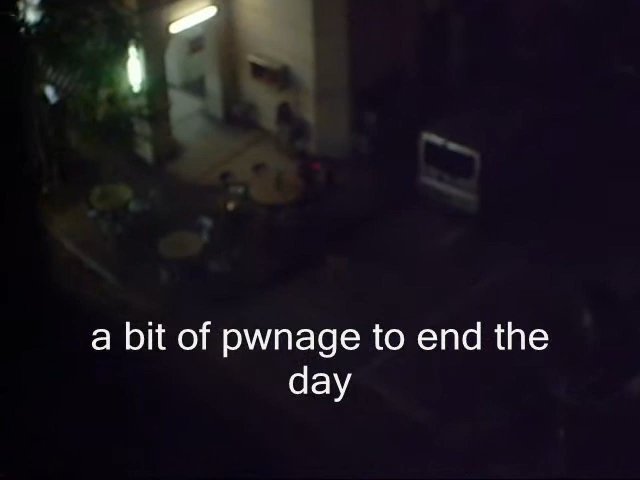 a bit of pwnage to end the
day